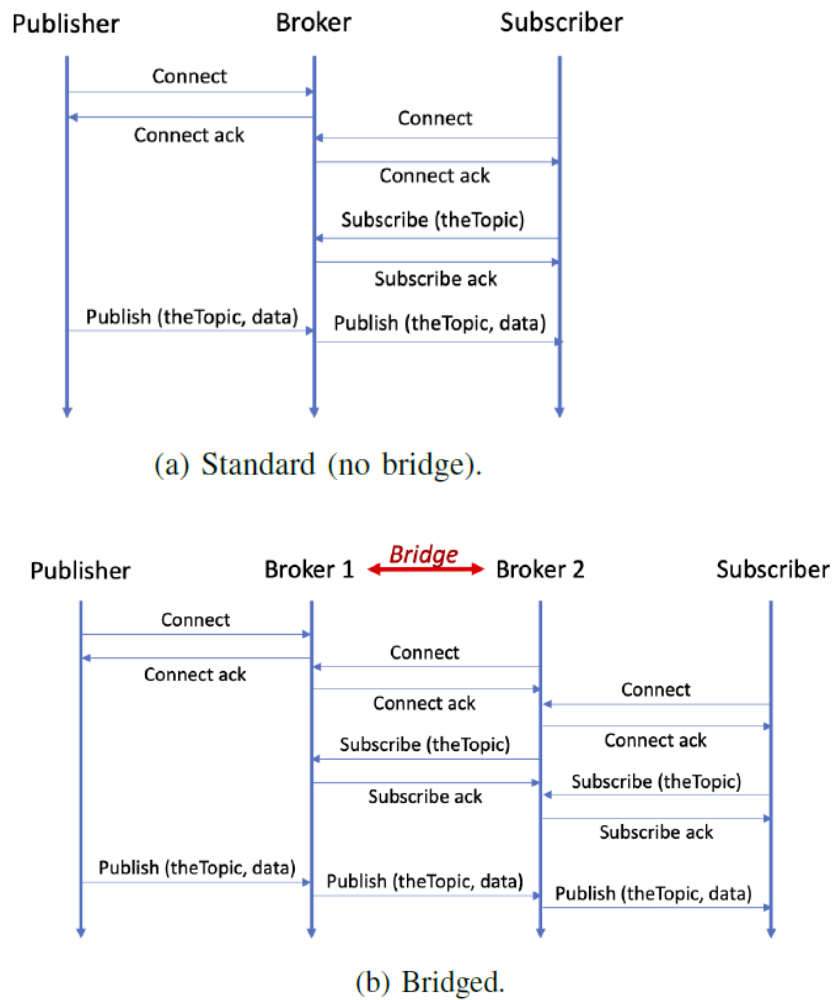 Publisher Broker Subscriber
Connect
Connect ack
Connect
Connect ack
Subscribe (theTopic)
Subscribe ack
Publish (theTopic, data)
Publish (theTopic, data)
(a) Standard (no bridge).
Bridge
Publisher Broker 1 Broker 2 Subscriber
Connect
Connect ack
Connect
Connect ack
Connect
Connect ack
Subscribe (theTopic)
Subscribe ack
Subscribe (theTopic)
Subscribe ack
Publish (theTopic, data)
Publish (theTopic, data)
Publish (theTopic, data)
(b) Bridged.